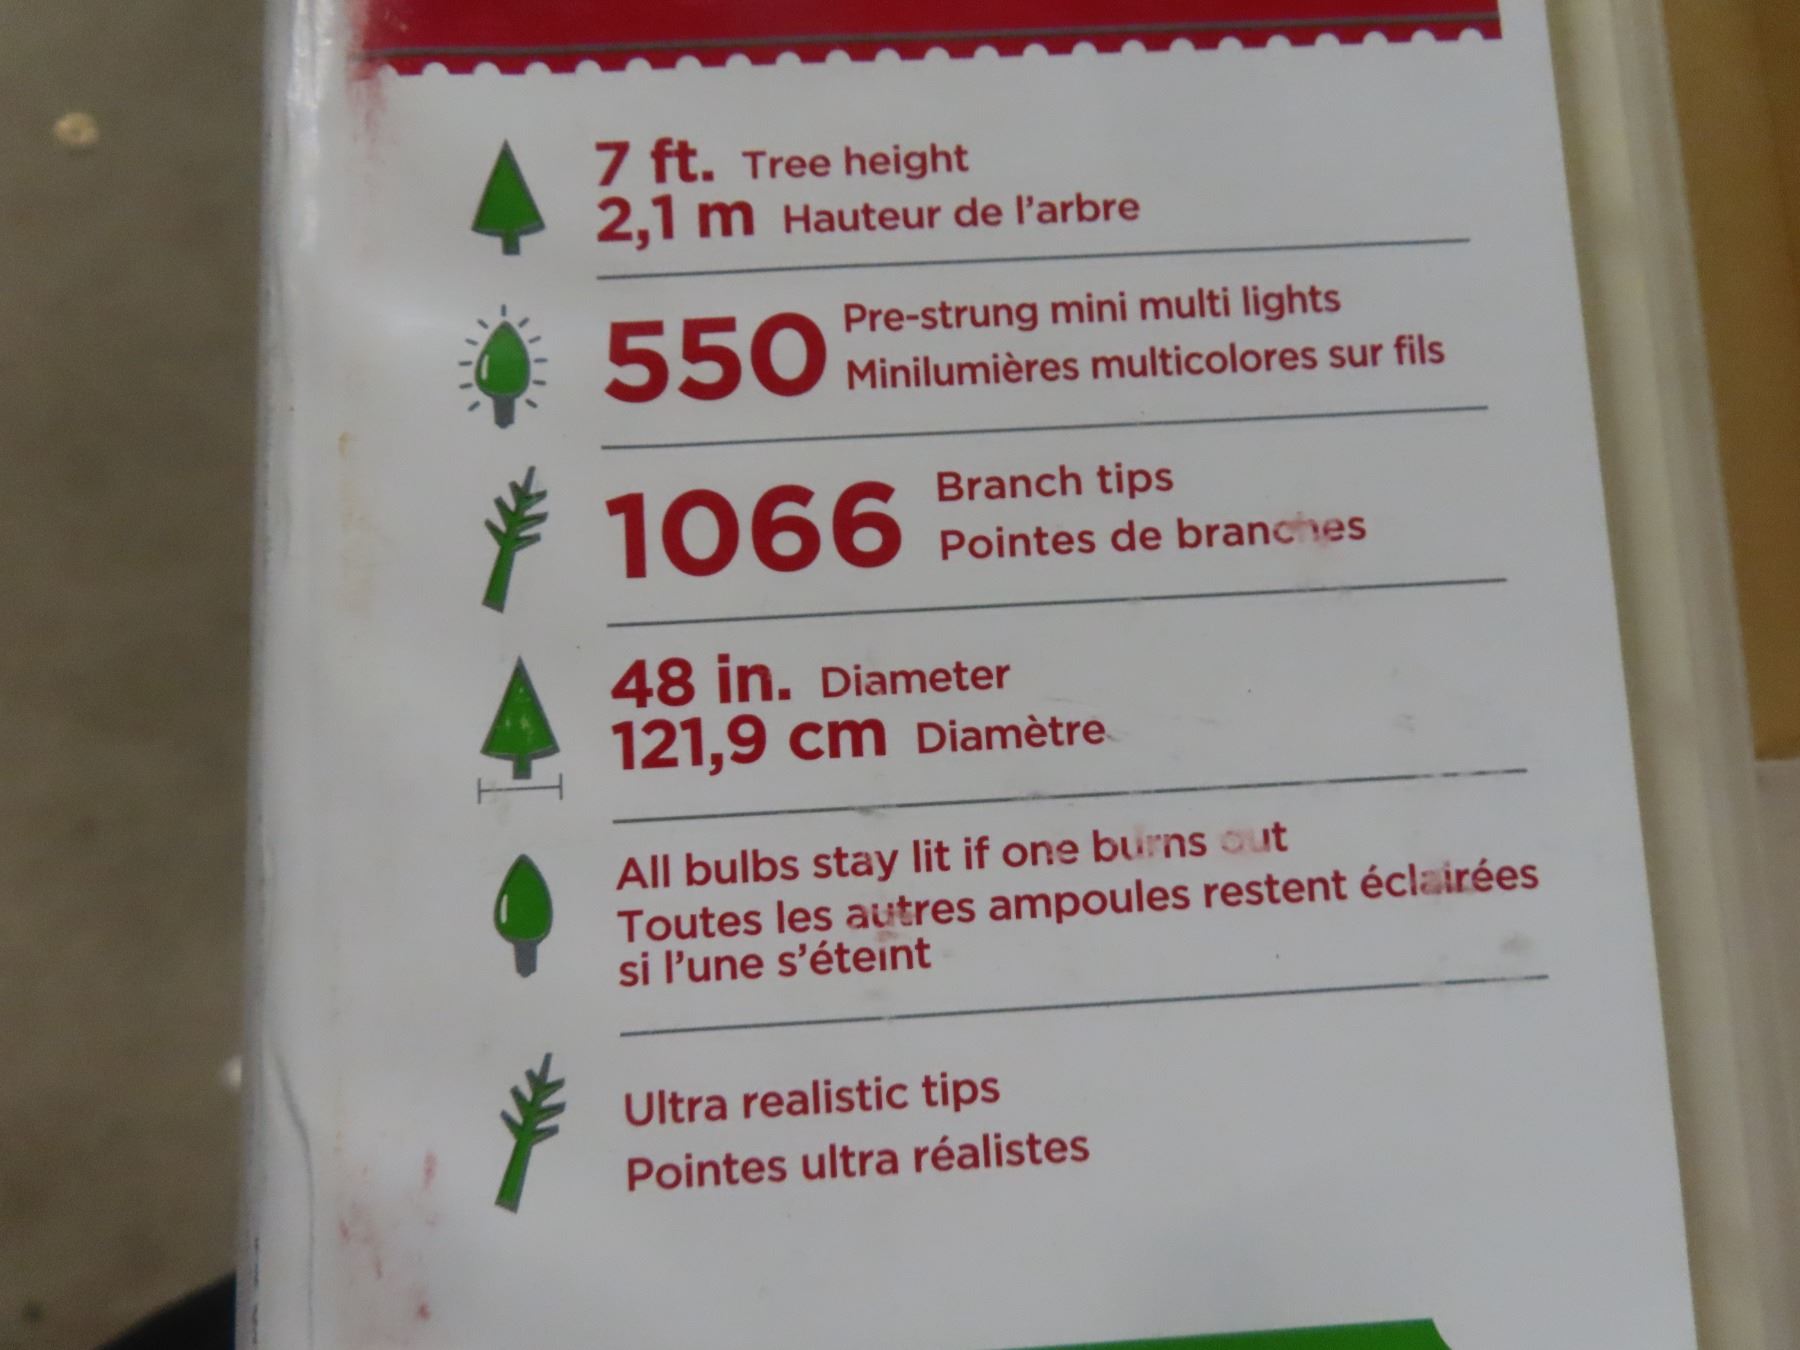 7 ft. Tree height
2,1 m Hauteur de l'arbre
550 Pre-strung mini multi lights
Minilumières multicolores sur fils
1066 Branch tips
Pointes de branches
48 in. Diameter
121,9 cm Diamètre
All bulbs stay lit if one burns out
Toutes les autres ampoules restent éclairées
si l'une s'éteint
Ultra realistic tips
Pointes ultra réalistes